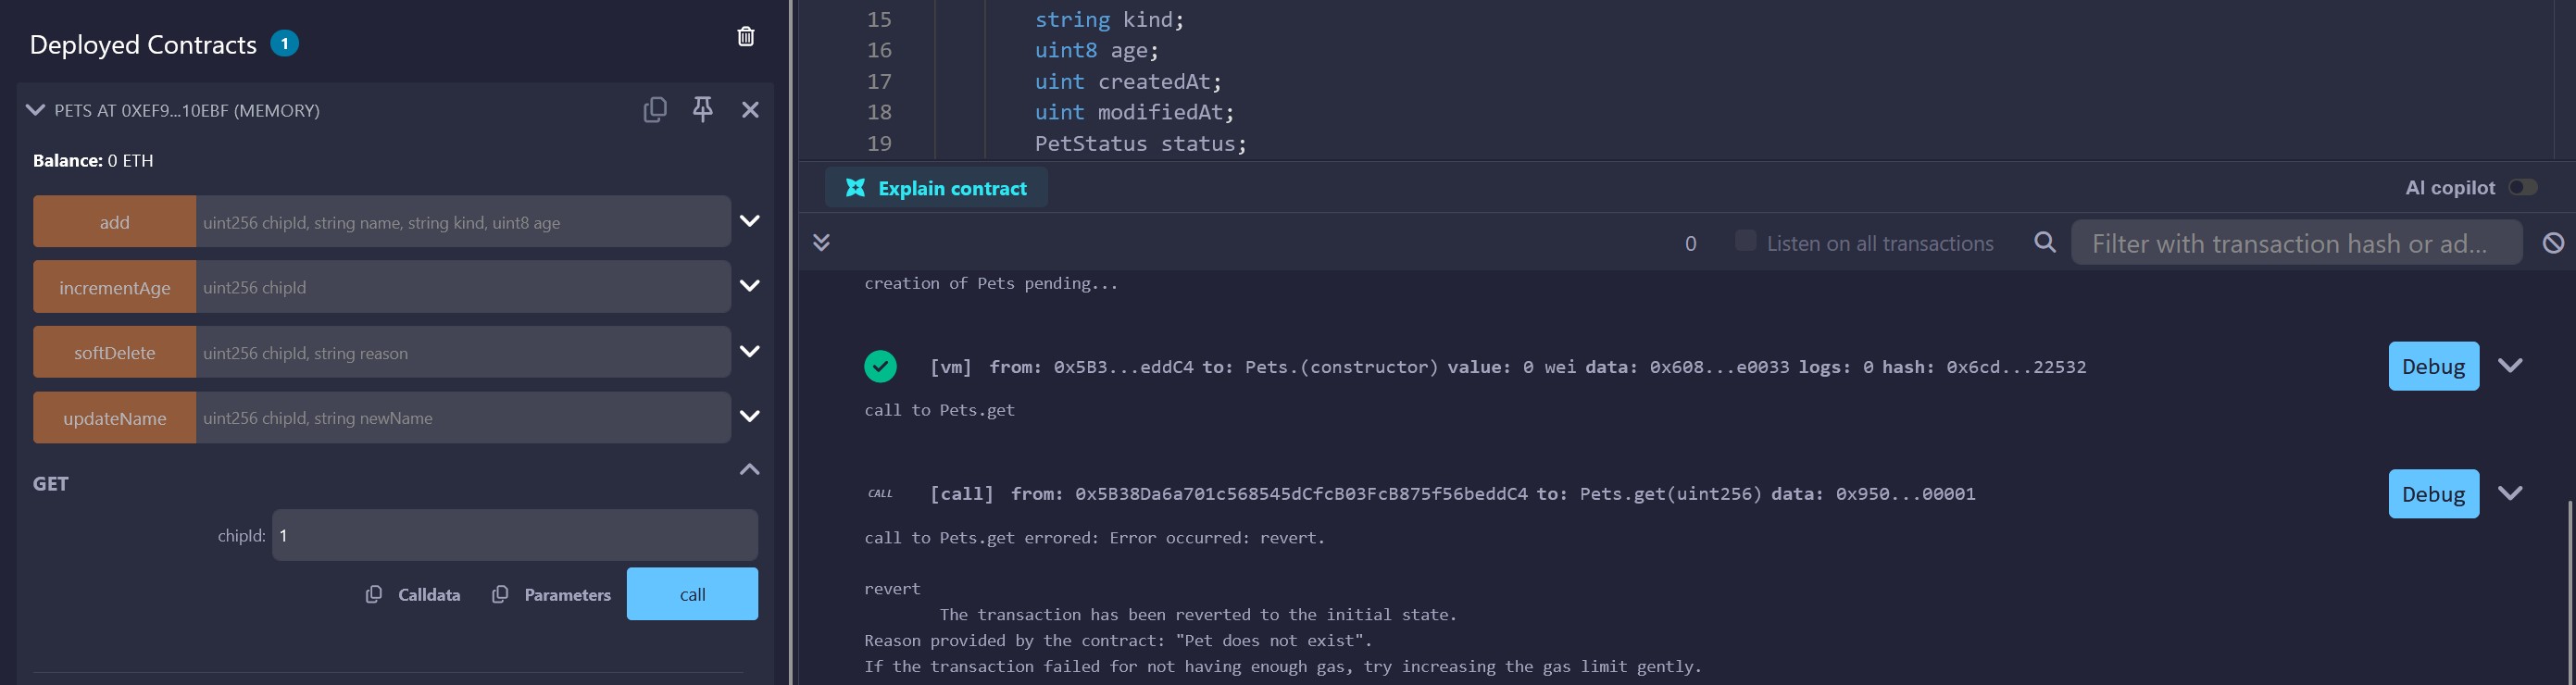 Deployed Contracts 1
PETS AT 0XEF9...10EBF (MEMORY)
Balance: 0 ETH
add uint256 chipId, string name, string kind, uint8 age
incrementAge uint256 chipId
softDelete uint256 chipId, string reason
updateName uint256 chipId, string newName
GET
chipId: 1
Calldata Parameters call
15 string kind;
16 uint8 age;
17 uint createdAt;
18 uint modifiedAt;
19 PetStatus status;
Explain contract AI copilot
0 Listen on all transactions Filter with transaction hash or ad...
creation of Pets pending...
[vm] from: 0x5B3...eddC4 to: Pets.(constructor) value: 0 wei data: 0x608...e0033 logs: 0 hash: 0x6cd...22532 Debug
call to Pets.get
CALL [call] from: 0x5B38Da6a701c568545dCfcB03FcB875f56beddC4 to: Pets.get(uint256) data: 0x950...00001 Debug
call to Pets.get errored: Error occurred: revert.
revert
The transaction has been reverted to the initial state.
Reason provided by the contract: "Pet does not exist".
If the transaction failed for not having enough gas, try increasing the gas limit gently.